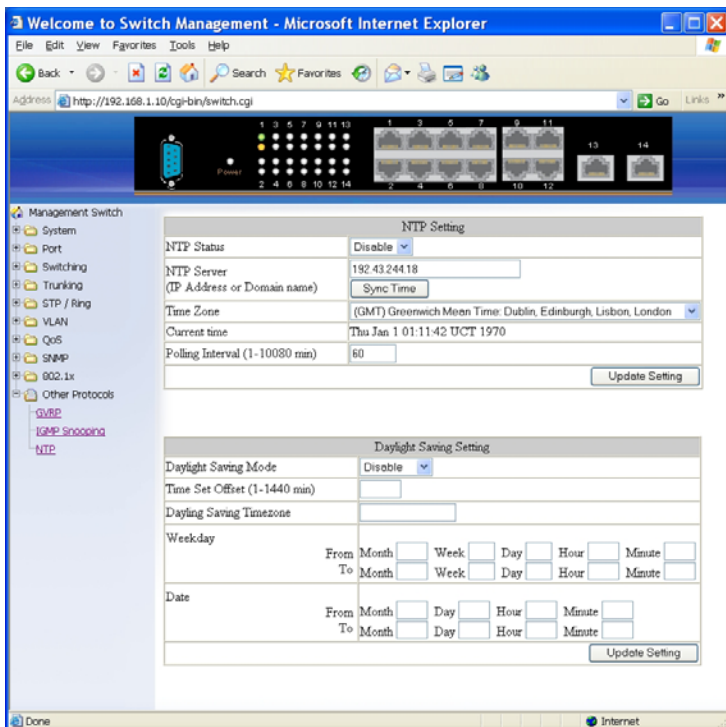 Welcome to Switch Management - Microsoft Internet Explorer
File Edit View Favorites Tools Help
Back Search Favorites
Address http://192.168.1.10/cgi-bin/switch.cgi Go Links »
1 3 5 7 9 11 13
Power
2 4 6 8 10 12 14
1 3 5 7 9 11
13 14
2 4 6 8 10 12
Management Switch
System
Port
Switching
Trunking
STP / Ring
VLAN
QoS
SNMP
802.1x
Other Protocols
GVRP
IGMP Snooping
NTP
NTP Setting
NTP Status Disable
NTP Server 192.43.244.18
(IP Address or Domain name) Sync Time
Time Zone (GMT) Greenwich Mean Time: Dublin, Edinburgh, Lisbon, London
Current time Thu Jan 1 01:11:42 UCT 1970
Polling Interval (1-10080 min) 60
Update Setting
Daylight Saving Setting
Daylight Saving Mode Disable
Time Set Offset (1-1440 min)
Dayling Saving Timezone
Weekday
From Month Week Day Hour Minute
To Month Week Day Hour Minute
Date
From Month Day Hour Minute
To Month Day Hour Minute
Update Setting
Done Internet